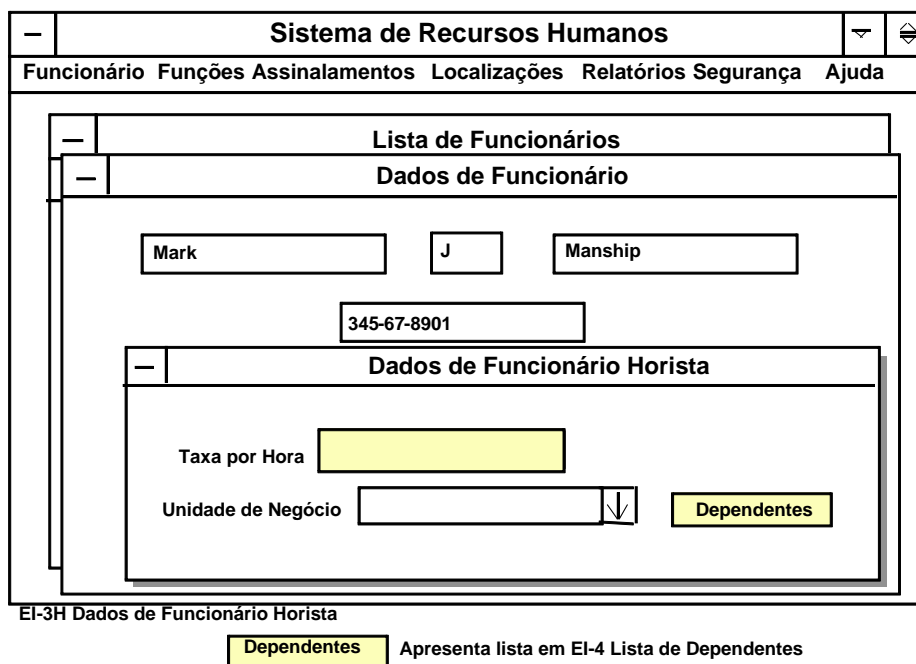 Sistema de Recursos Humanos
Funcionário Funções Assinalamentos Localizações Relatórios Segurança Ajuda
Lista de Funcionários
Dados de Funcionário
Mark J Manship
345-67-8901
Dados de Funcionário Horista
Taxa por Hora
Unidade de Negócio Dependentes
EI-3H Dados de Funcionário Horista
Dependentes Apresenta lista em EI-4 Lista de Dependentes